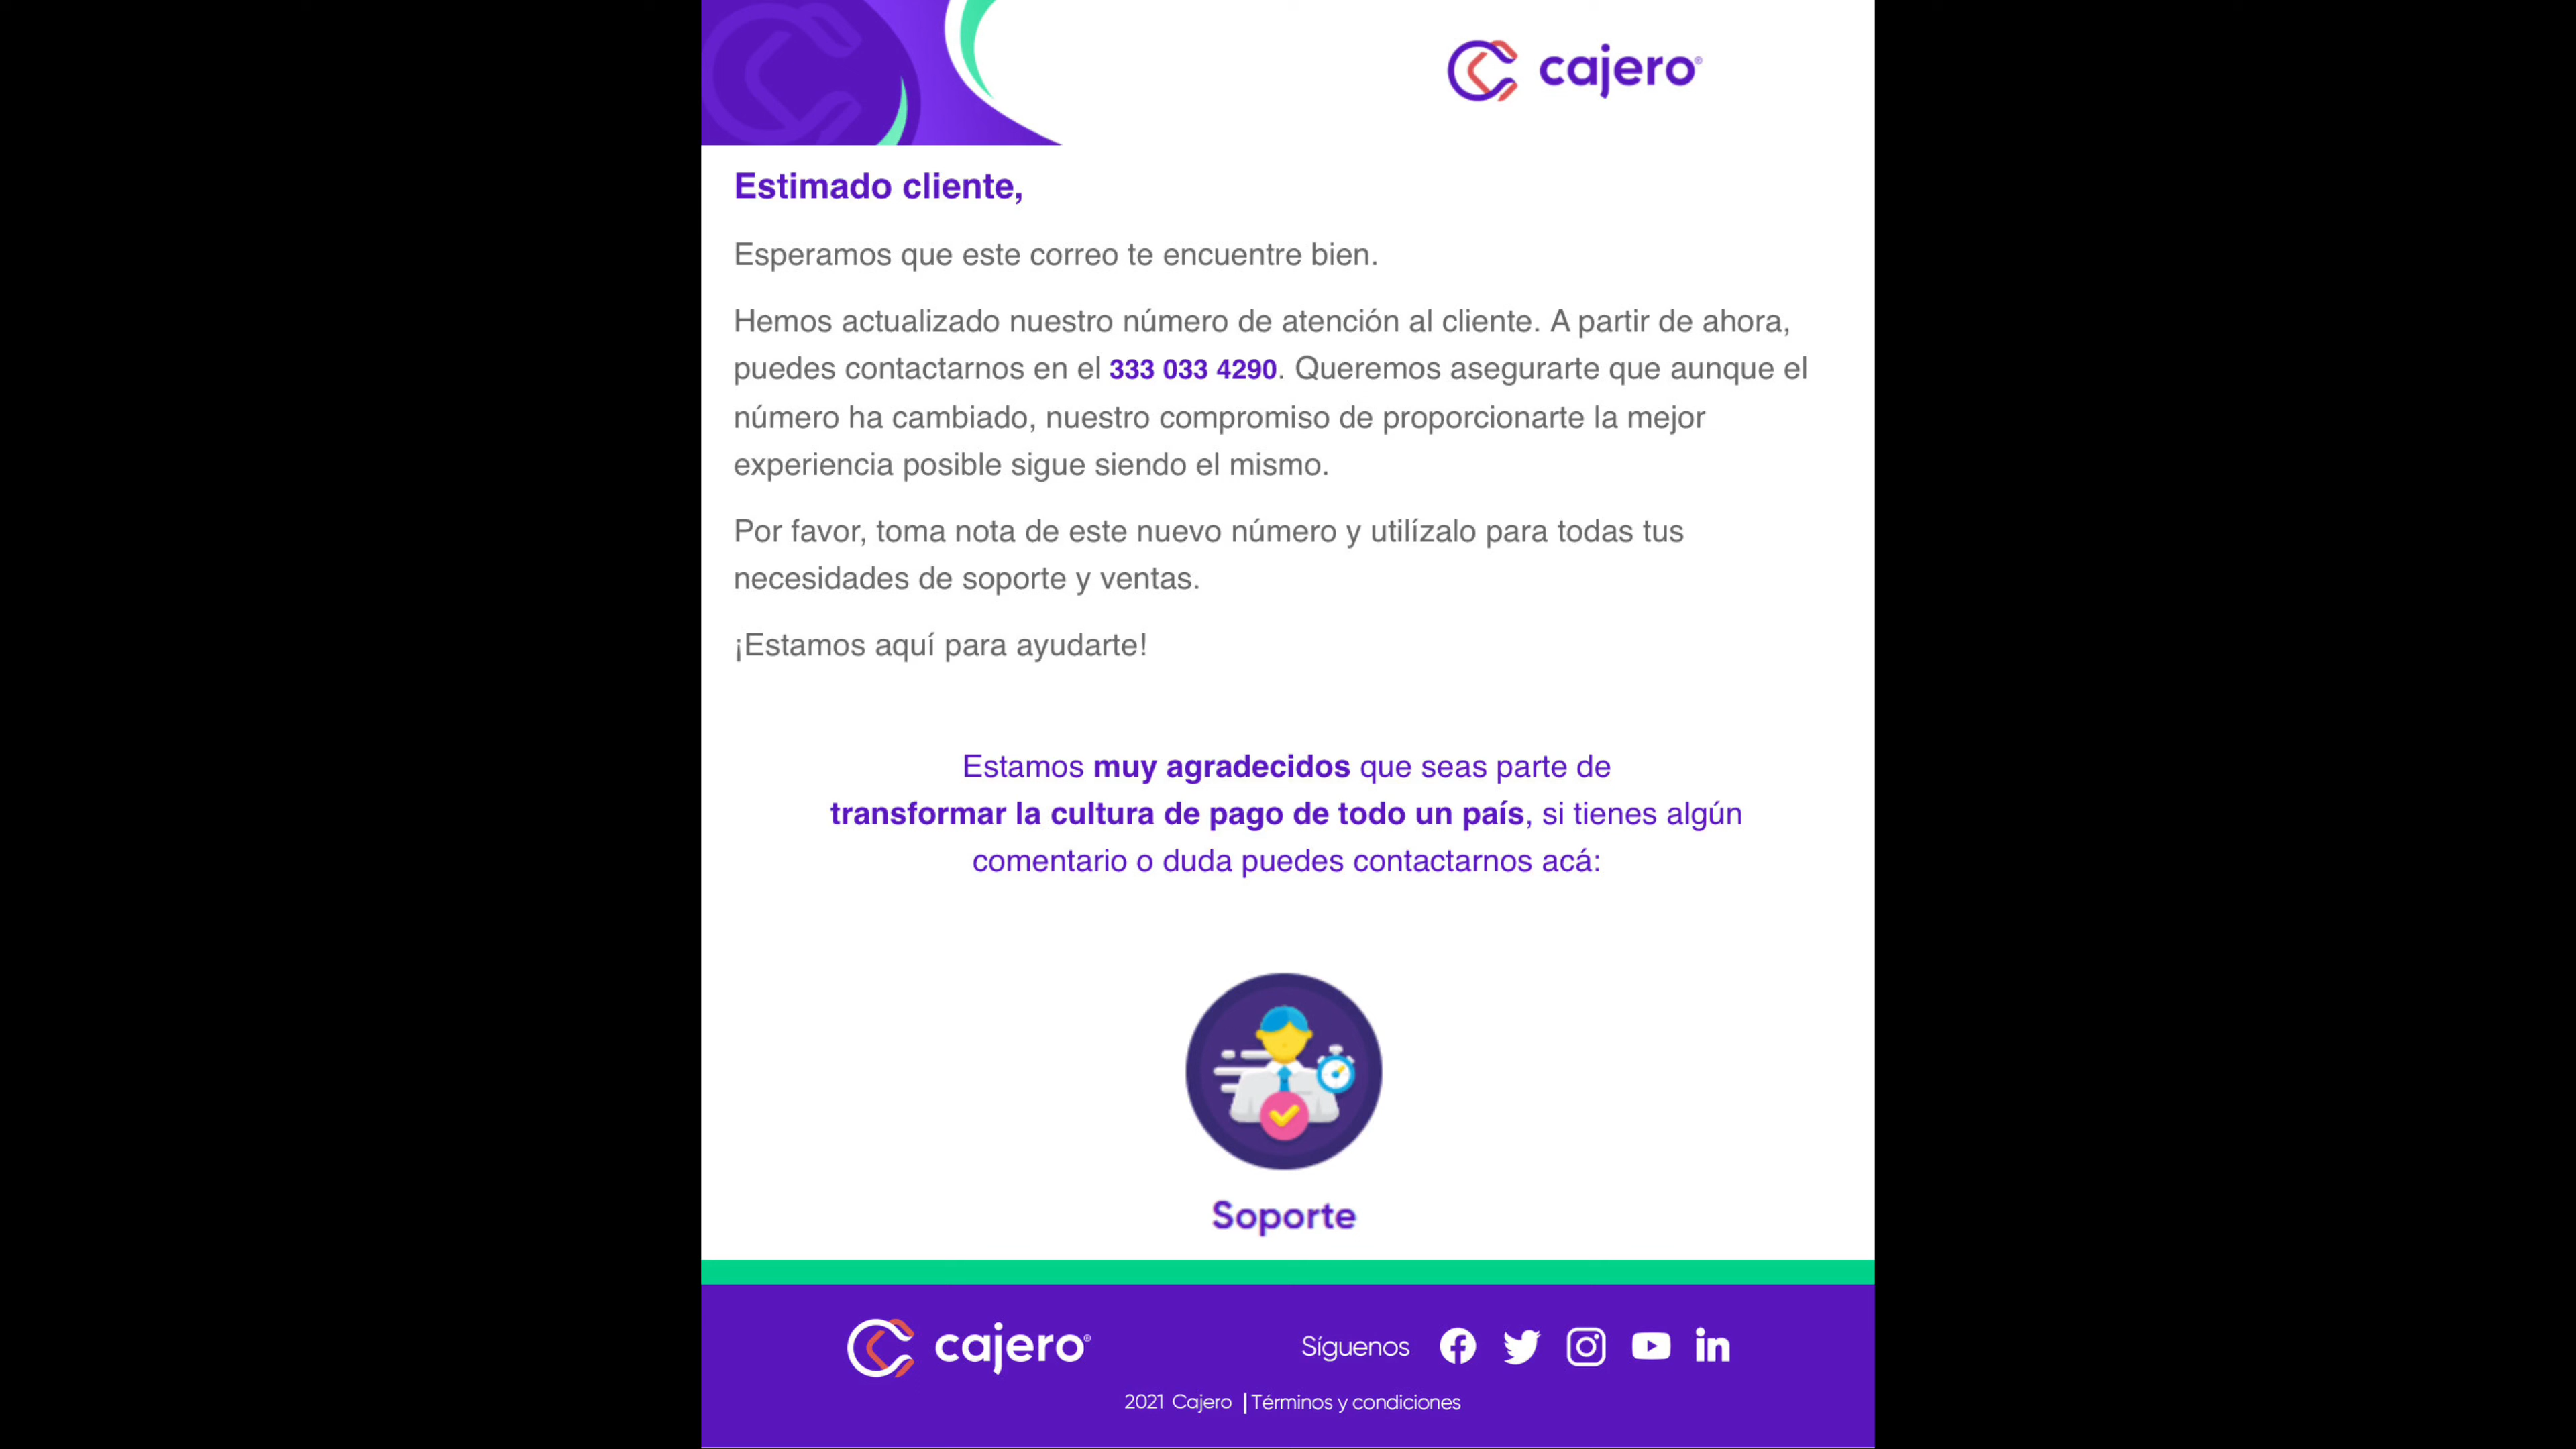 cajero®
Estimado cliente,
Esperamos que este correo te encuentre bien.
Hemos actualizado nuestro número de atención al cliente. A partir de ahora,
puedes contactarnos en el 333 033 4290. Queremos asegurarte que aunque el
número ha cambiado, nuestro compromiso de proporcionarte la mejor
experiencia posible sigue siendo el mismo.
Por favor, toma nota de este nuevo número y utilízalo para todas tus
necesidades de soporte y ventas.
¡Estamos aquí para ayudarte!
Estamos muy agradecidos que seas parte de
transformar la cultura de pago de todo un país, si tienes algún
comentario o duda puedes contactarnos acá:
Soporte
cajero®
Síguenos
2021 Cajero | Términos y condiciones